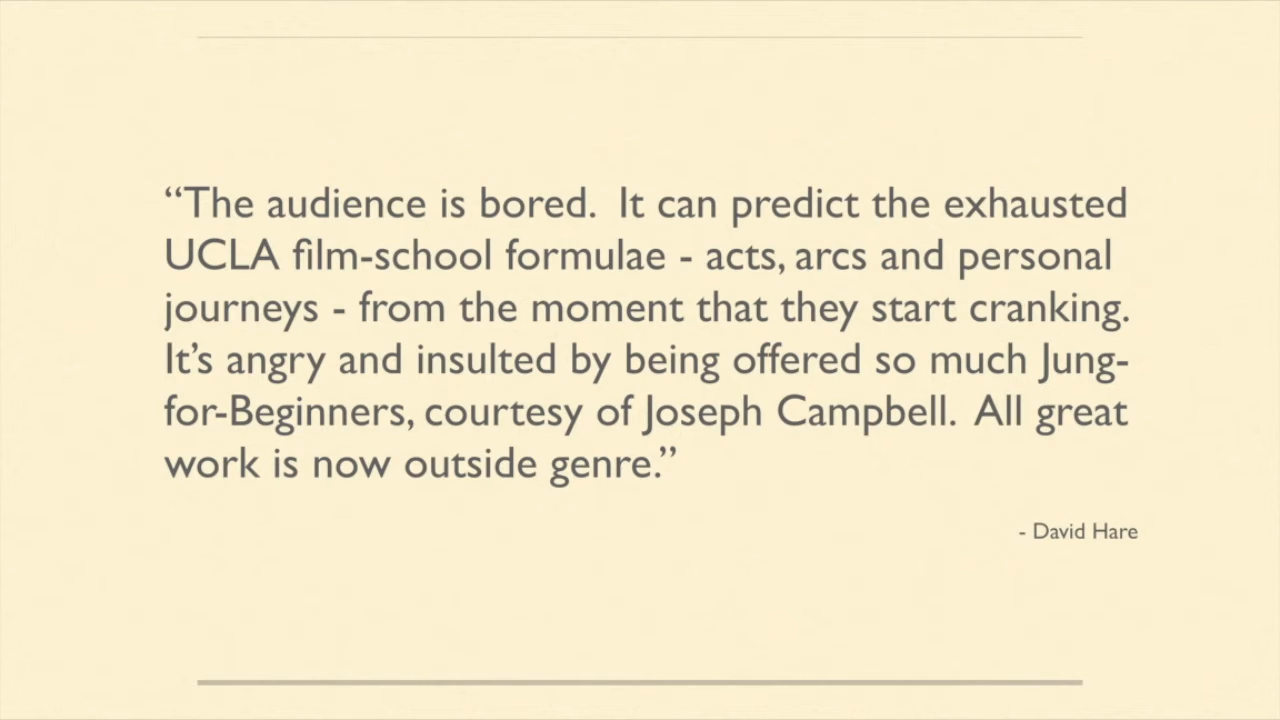 “The audience is bored.  It can predict the exhausted
UCLA film-school formulae - acts, arcs and personal
journeys - from the moment that they start cranking.
It’s angry and insulted by being offered so much Jung-
for-Beginners, courtesy of Joseph Campbell.  All great
work is now outside genre.”
- David Hare